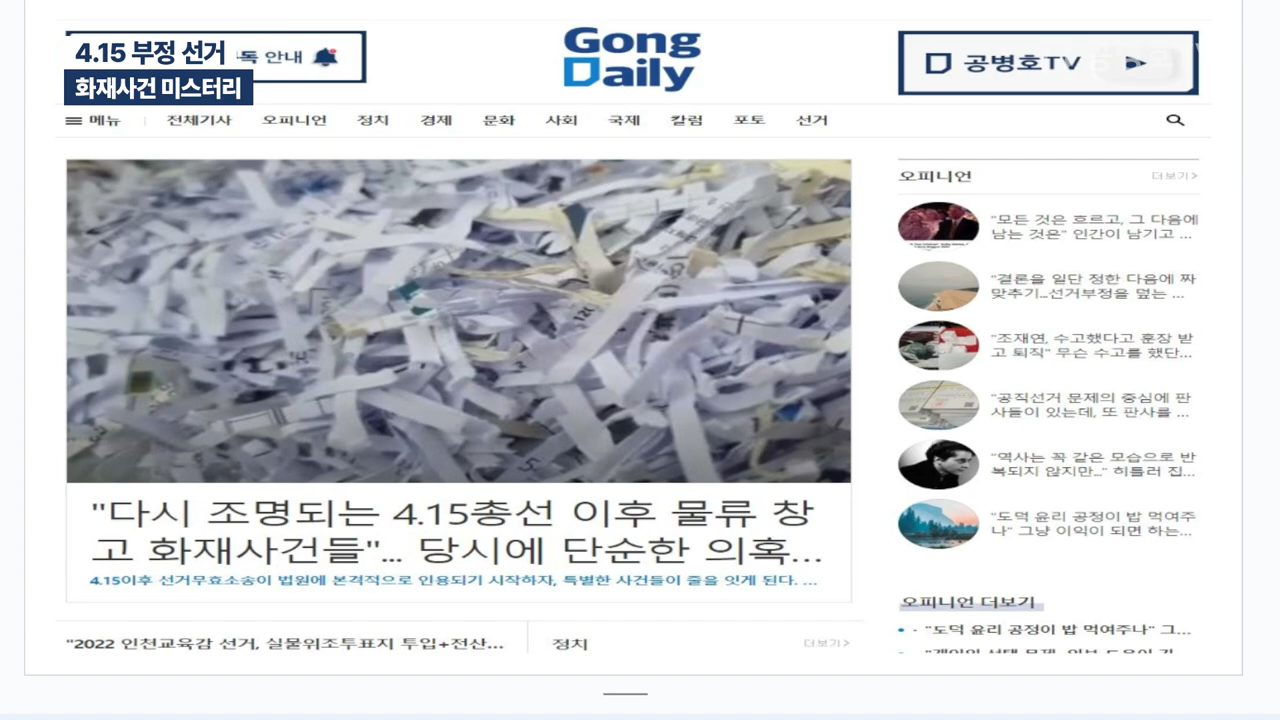 4.15 부정 선거
화재사건 미스터리
독 안내
Gong
Daily
공병호TV
메뉴
전체기사
오피니언
정치
경제
문화
사회
국제
칼럼
포토
선거
"다시 조명되는 4.15총선 이후 물류 창
고 화재사건들"... 당시에 단순한 의혹...
4.15이후 선거무효소송이 법원에 본격적으로 인용되기 시작하자, 특별한 사건들이 줄을 잇게 된다. ...
"2022 인천교육감 선거, 실물위조투표지 투입+전산...
정치
더보기>
오피니언
더보기>
"모든 것은 흐르고, 그 다음에
남는 것은" 인간이 남기고 ...
"결론을 일단 정한 다음에 짜
맞추기...선거부정을 덮는 ...
"조재연, 수고했다고 훈장 받
고 퇴직" 무슨 수고를 했단...
"공직선거 문제의 중심에 판
사들이 있는데, 또 판사를 ...
"역사는 꼭 같은 모습으로 반
복되지 않지만..." 히틀러 집...
"도덕 윤리 공정이 밥 먹여주
나" 그냥 이익이 되면 하는...
오피니언 더보기
· "도덕 윤리 공정이 밥 먹여주나" 그...